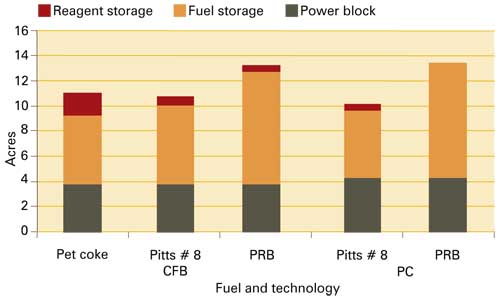 Reagent storage Fuel storage Power block
16
14
12
10
8
6
4
2
0
Acres
Pet coke Pitts # 8 PRB Pitts # 8 PRB
CFB PC
Fuel and technology